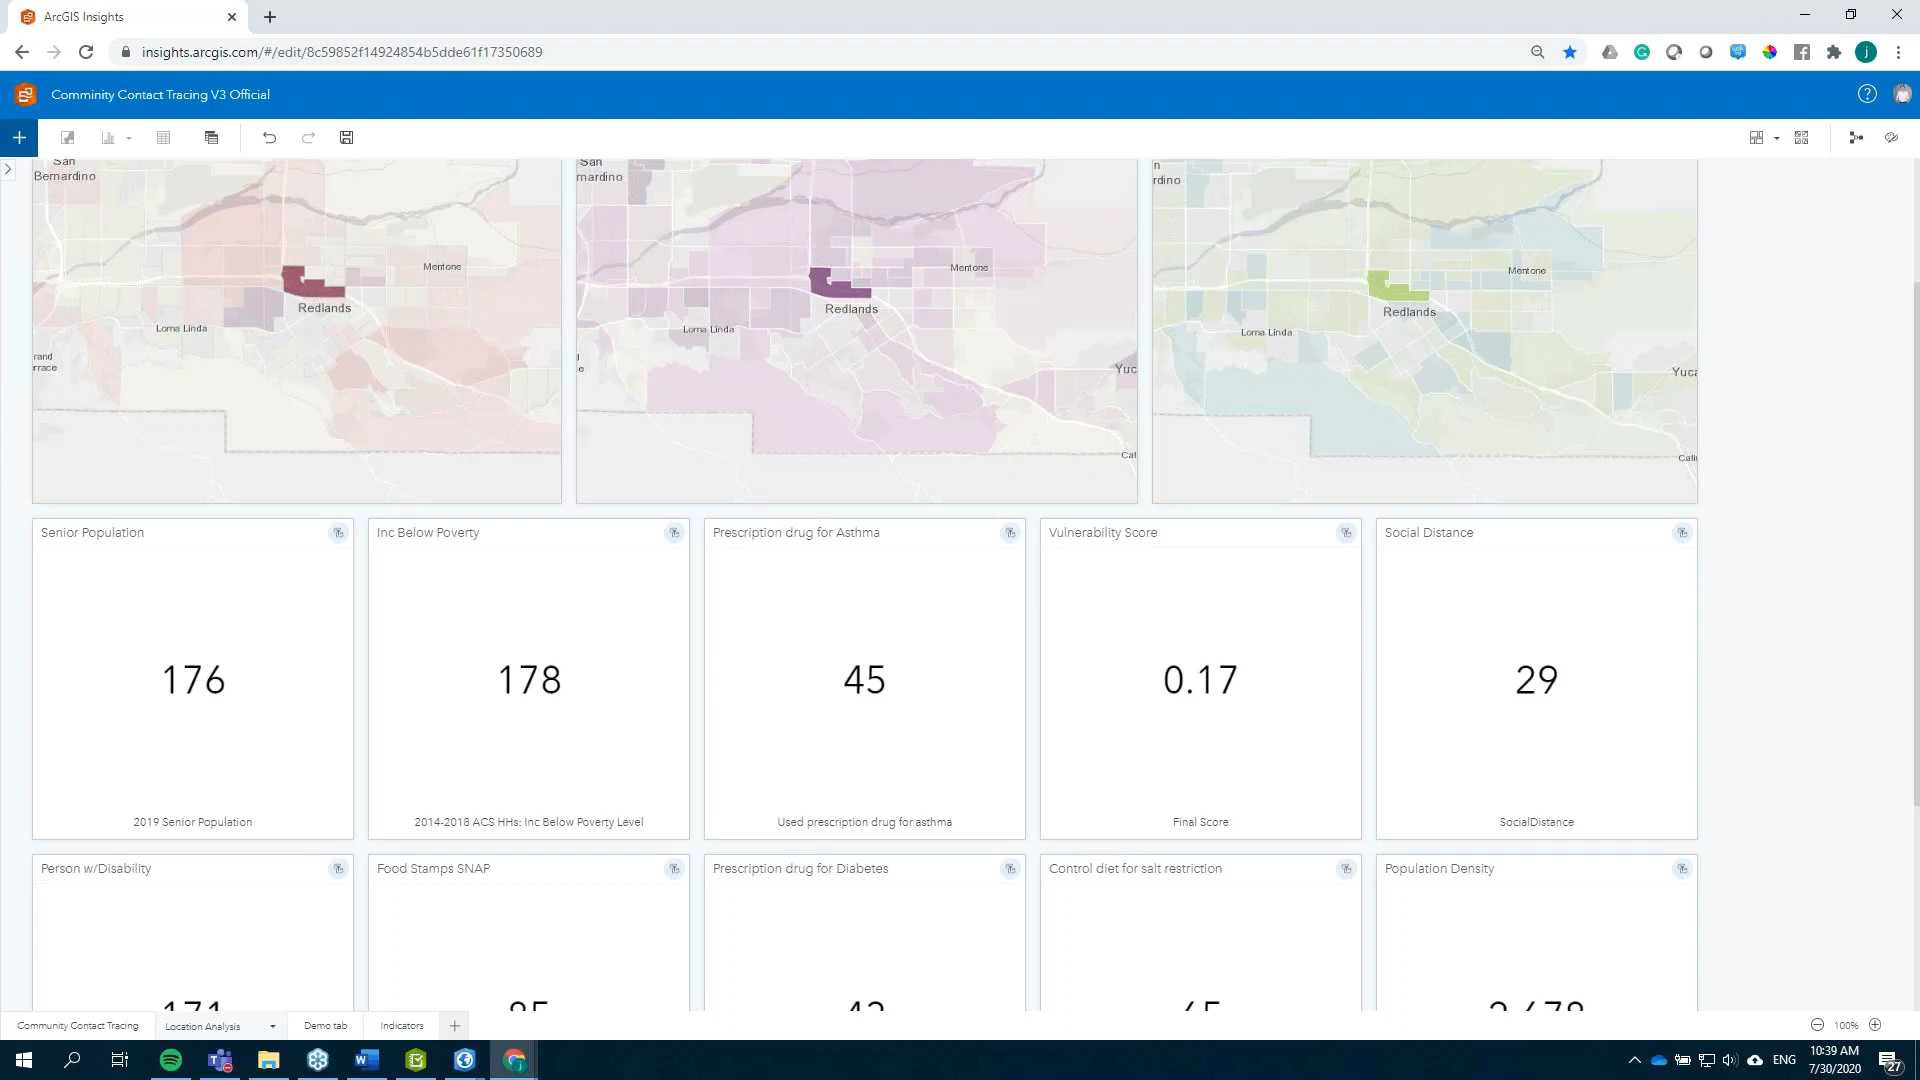 ArcGIS Insights
insights.arcgis.com/#/edit/8c59852f14924854b5dde61f17350689
j
Comminity Contact Tracing V3 Official
San
Bernardino
Mentone
Redlands
Loma Linda
rand
rrace
San
rnardino
Mentone
Redlands
Loma Linda
Yuc
Cal
n
rdino
Mentone
Redlands
Loma Linda
Yuca
Cali
Senior Population
176
2019 Senior Population
Inc Below Poverty
178
2014-2018 ACS HHs: Inc Below Poverty Level
Prescription drug for Asthma
45
Used prescription drug for asthma
Vulnerability Score
0.17
Final Score
Social Distance
29
SocialDistance
Person w/Disability
Food Stamps SNAP
Prescription drug for Diabetes
Control diet for salt restriction
Population Density
Community Contact Tracing
Location Analysis
Demo tab
Indicators
100%
ENG
10:39 AM
7/30/2020
27